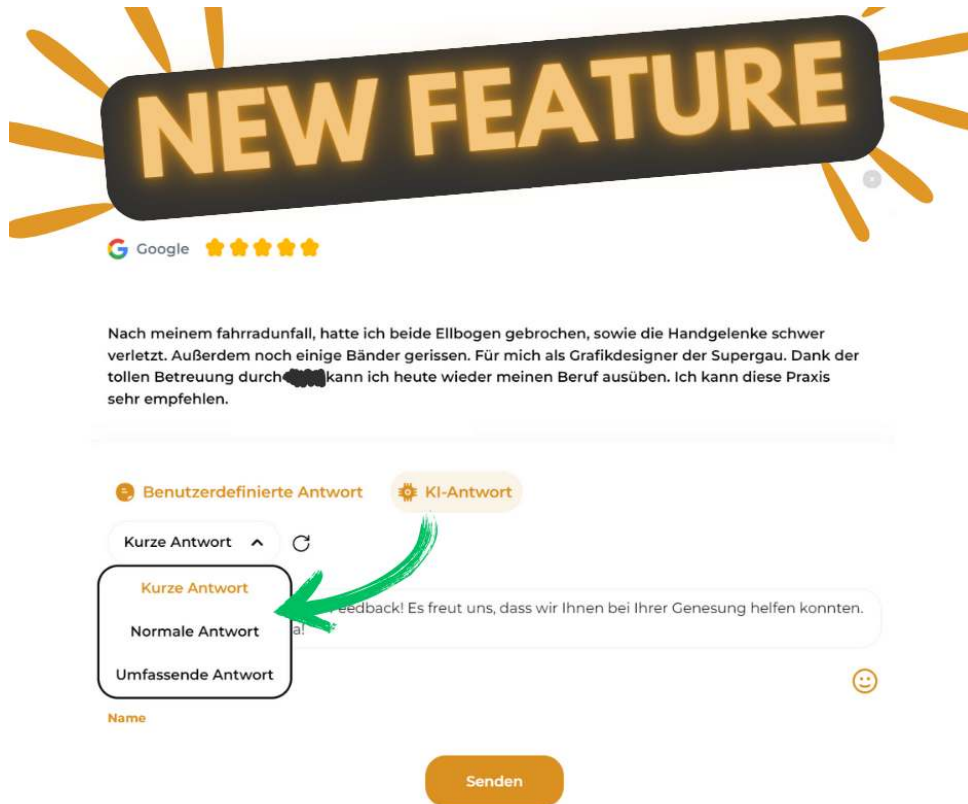 NEW FEATURE
Google
Nach meinem fahrradunfall, hatte ich beide Ellbogen gebrochen, sowie die Handgelenke schwer
verletzt. Außerdem noch einige Bänder gerissen. Für mich als Grafikdesigner der Supergau. Dank der
tollen Betreuung durch kann ich heute wieder meinen Beruf ausüben. Ich kann diese Praxis
sehr empfehlen.
Benutzerdefinierte Antwort KI-Antwort
Kurze Antwort
Kurze Antwort
Es freut uns, dass wir Ihnen bei Ihrer Genesung helfen konnten.
Normale Antwort
Umfassende Antwort
Name
Senden